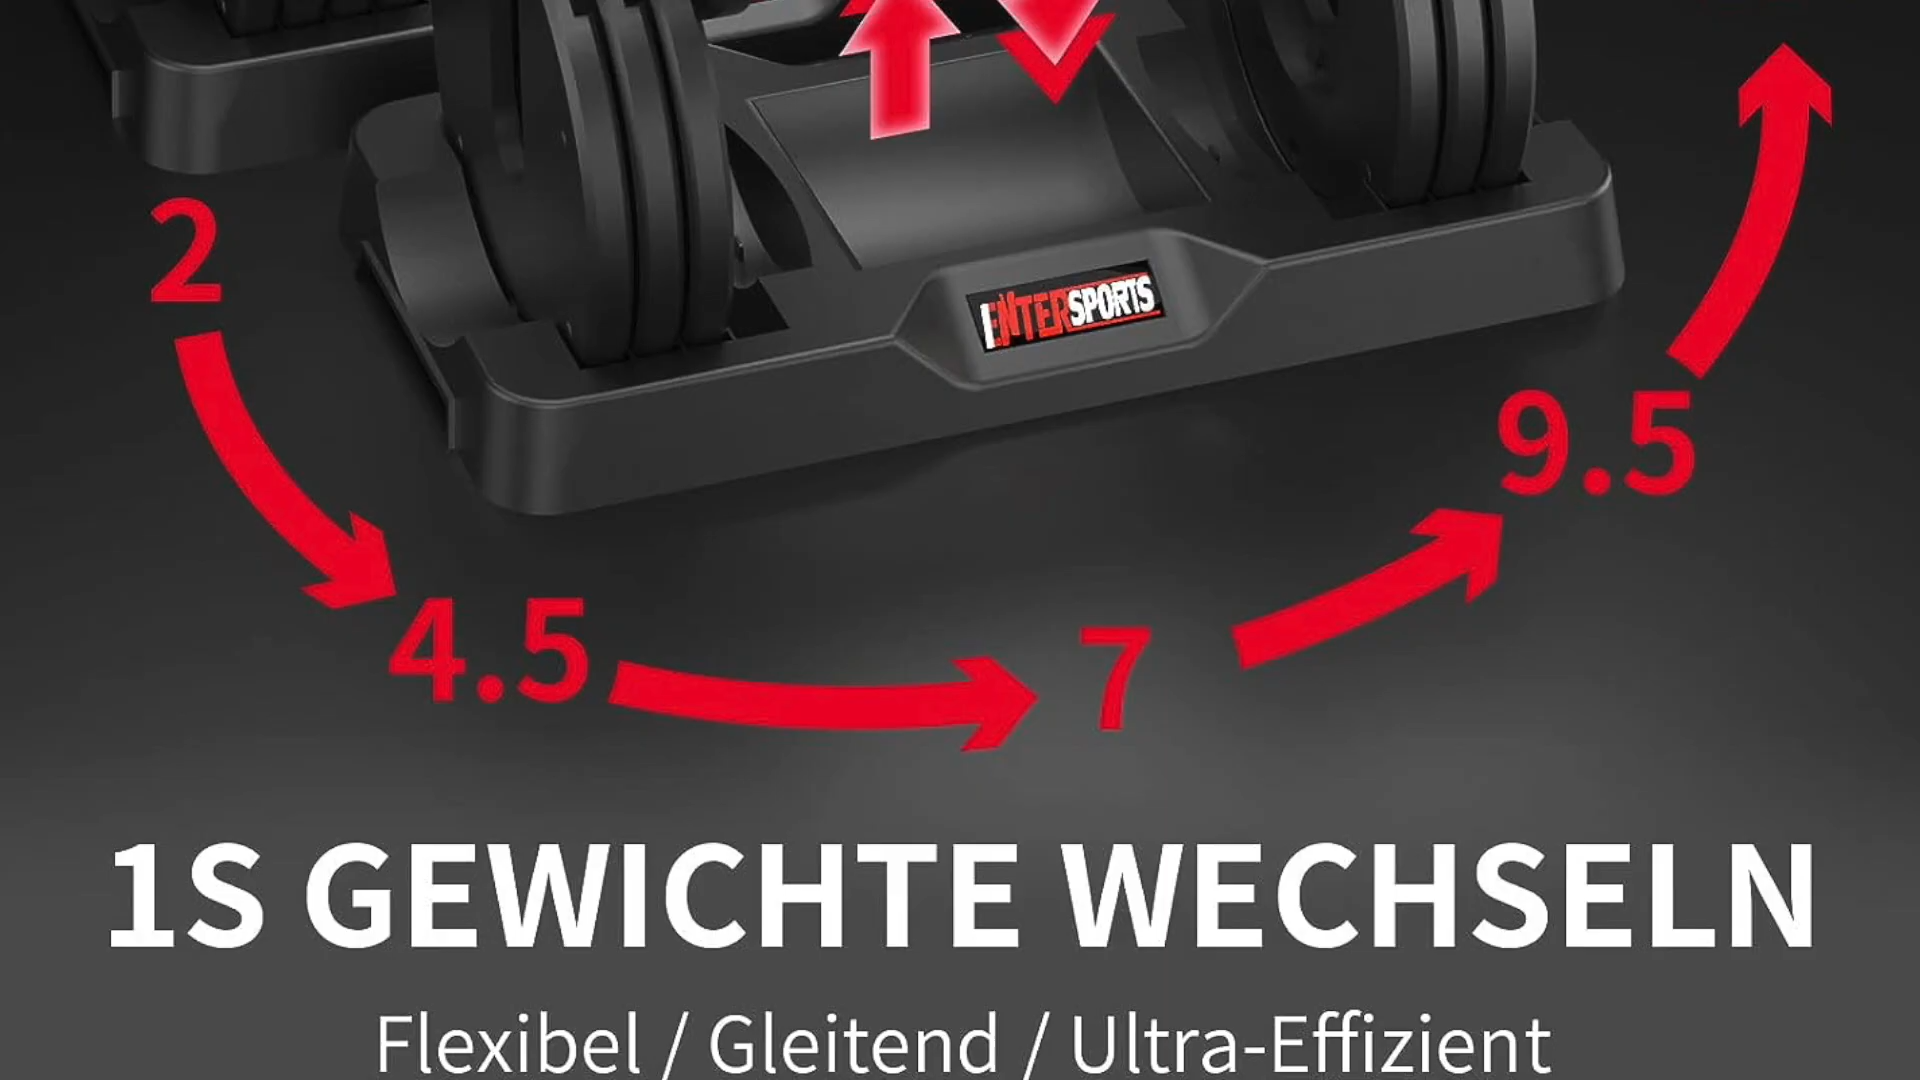 2
ENTERSPORTS
9.5
4.5
7
1S GEWICHTE WECHSELN
Flexibel / Gleitend / Ultra-Effizient